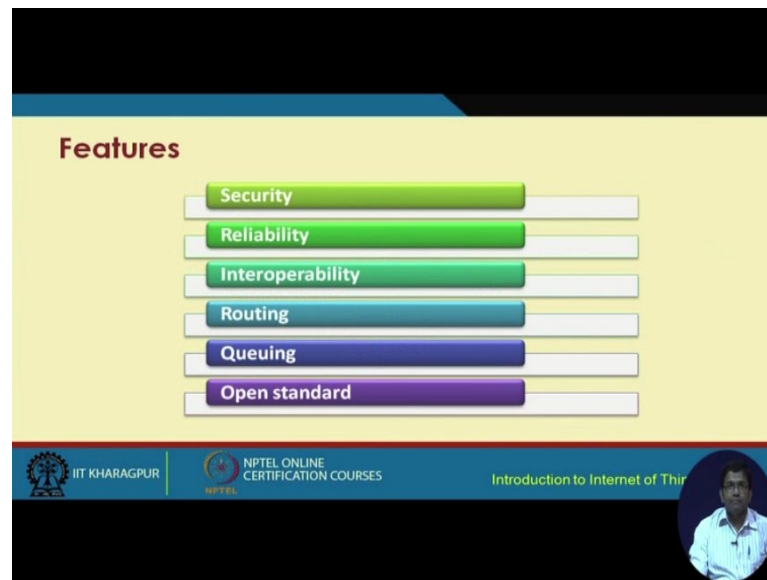 Features
Security
Reliability
Interoperability
Routing
Queuing
Open standard
IIT KHARAGPUR
NPTEL
NPTEL ONLINE
CERTIFICATION COURSES
Introduction to Internet of Thin